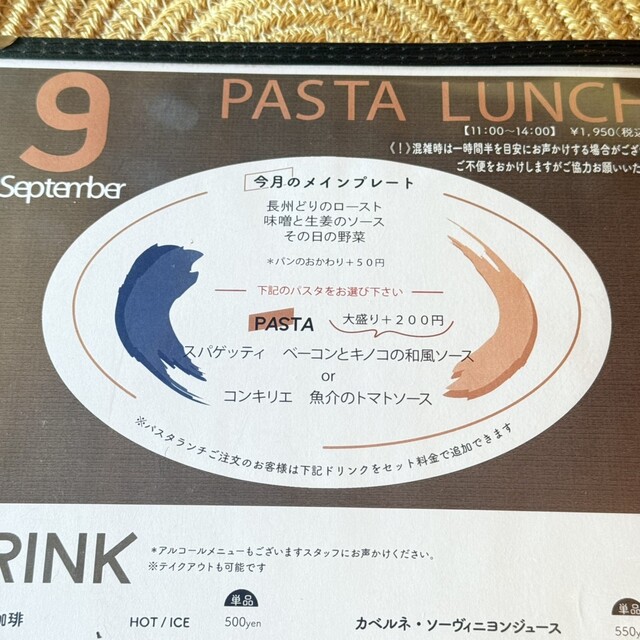 9
September
PASTA LUNCH
【11:00～14:00】 ¥1,950(税込
《！》混雑時は一時間半を目安にお声かけする場合がござ
ご不便をおかけしますがご協力お願いいた
今月のメインプレート
長州どりのロースト
味噌と生姜のソース
その日の野菜
＊パンのおかわり＋５０円
下記のパスタをお選び下さい
PASTA 大盛り＋２００円
スパゲッティ ベーコンとキノコの和風ソース
or
コンキリエ 魚介のトマトソース
※パスタランチご注文のお客様は下記ドリンクをセット料金で追加できます
RINK
＊アルコールメニューもございますスタッフにお声かけください。
※テイクアウトも可能です
単品 単品
珈琲 HOT / ICE 500yen カベルネ・ソーヴィニヨンジュース 550